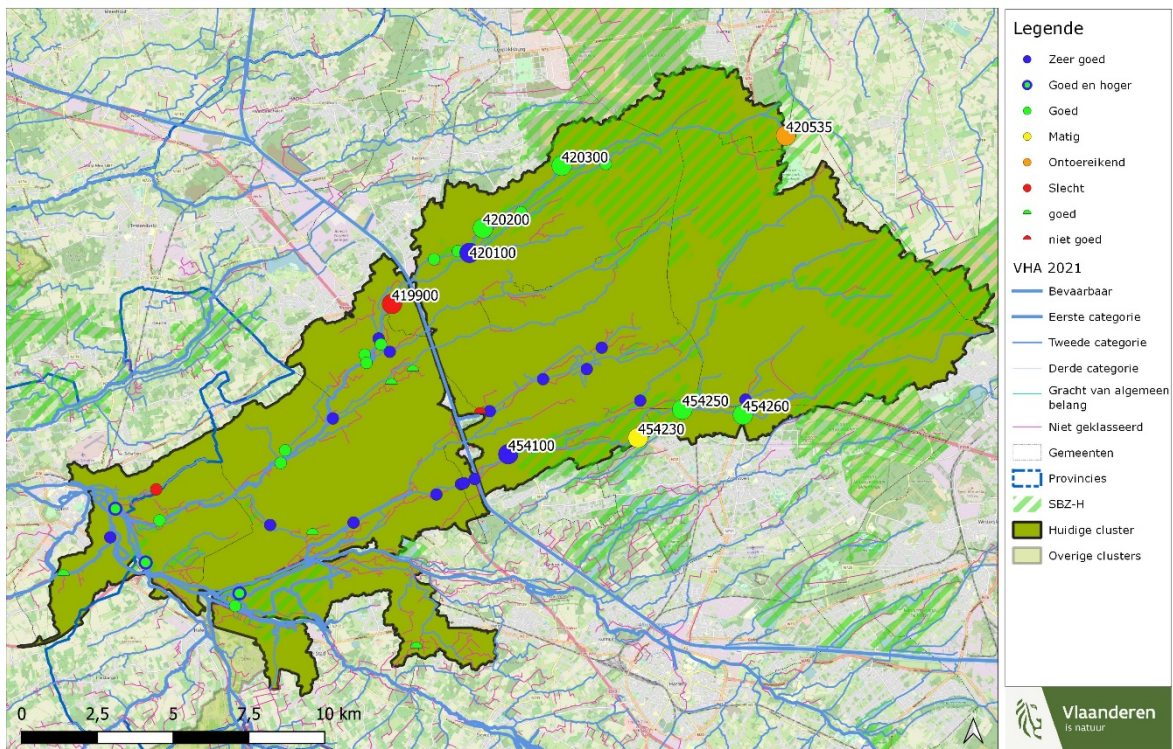 420535
420300
420200
420100
419900
454250
454260
454230
454100
0
2,5
5
7,5
10 km
Legende
Zeer goed
Goed en hoger
Goed
Matig
Ontoereikend
Slecht
goed
niet goed
VHA 2021
Bevaarbaar
Eerste categorie
Tweede categorie
Derde categorie
Gracht van algemeen
belang
Niet geklasseerd
Gemeenten
Provincies
SBZ-H
Huidige cluster
Overige clusters
Vlaanderen
is natuur